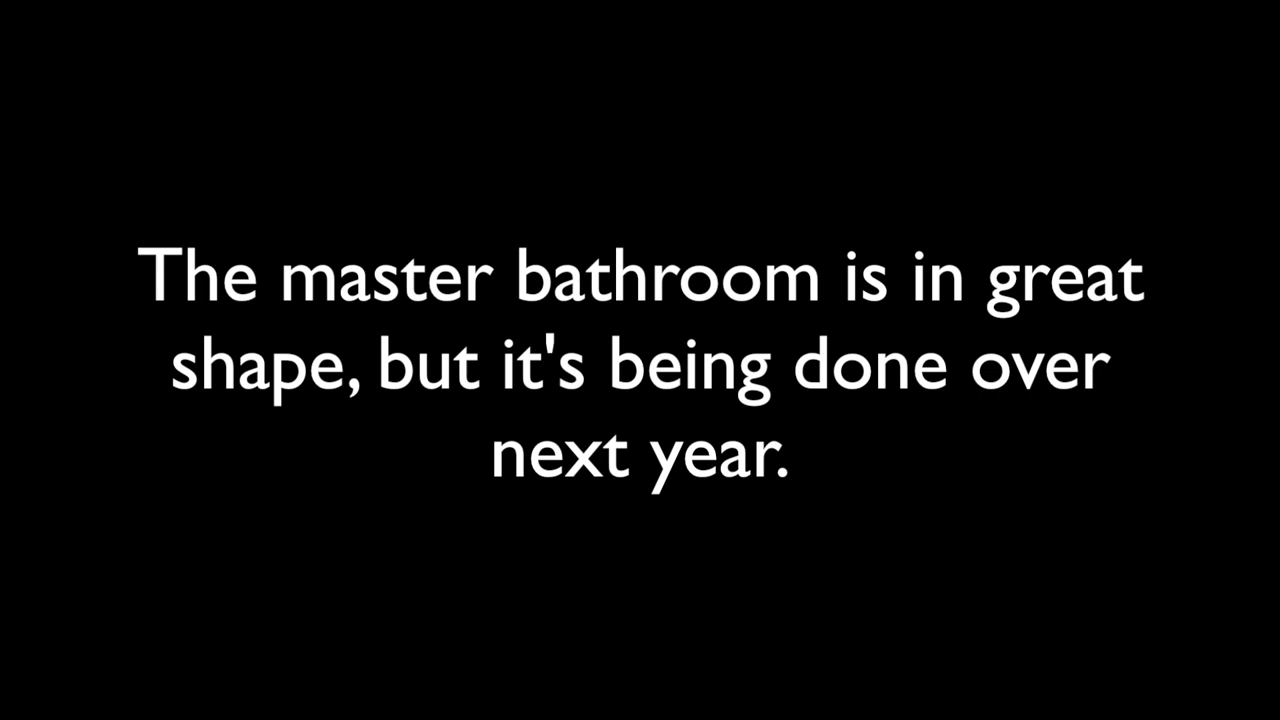 The master bathroom is in great
shape, but it's being done over
next year.